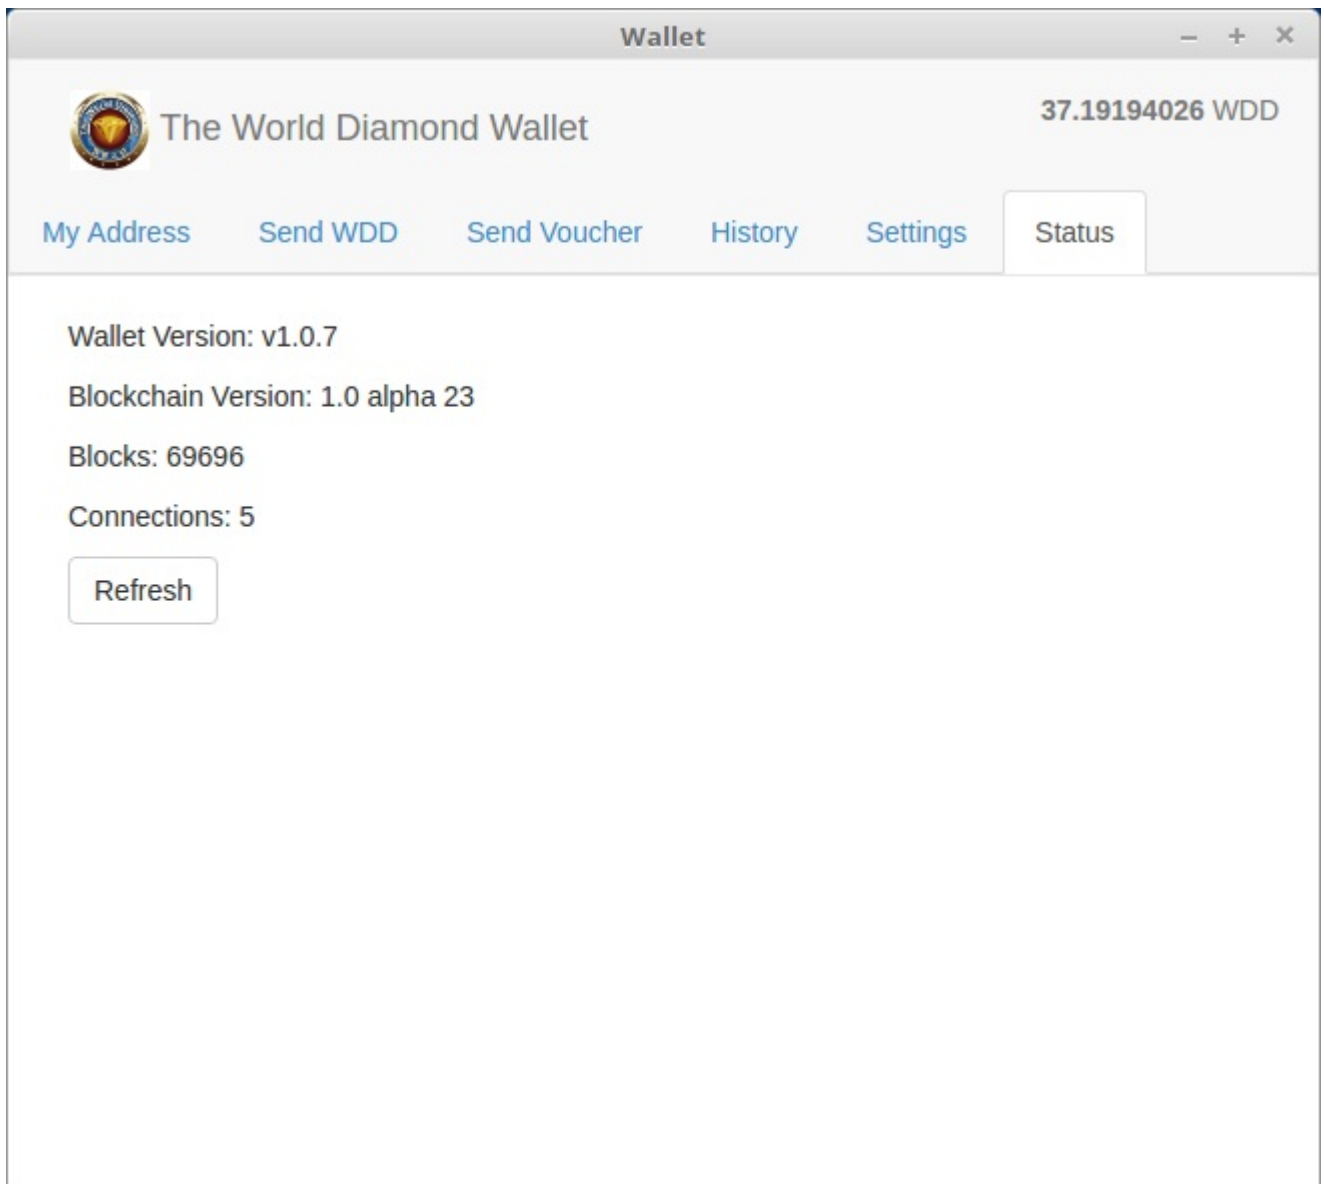 Wallet
The World Diamond Wallet
37.19194026 WDD
My Address Send WDD Send Voucher History Settings Status
Wallet Version: v1.0.7
Blockchain Version: 1.0 alpha 23
Blocks: 69696
Connections: 5
Refresh